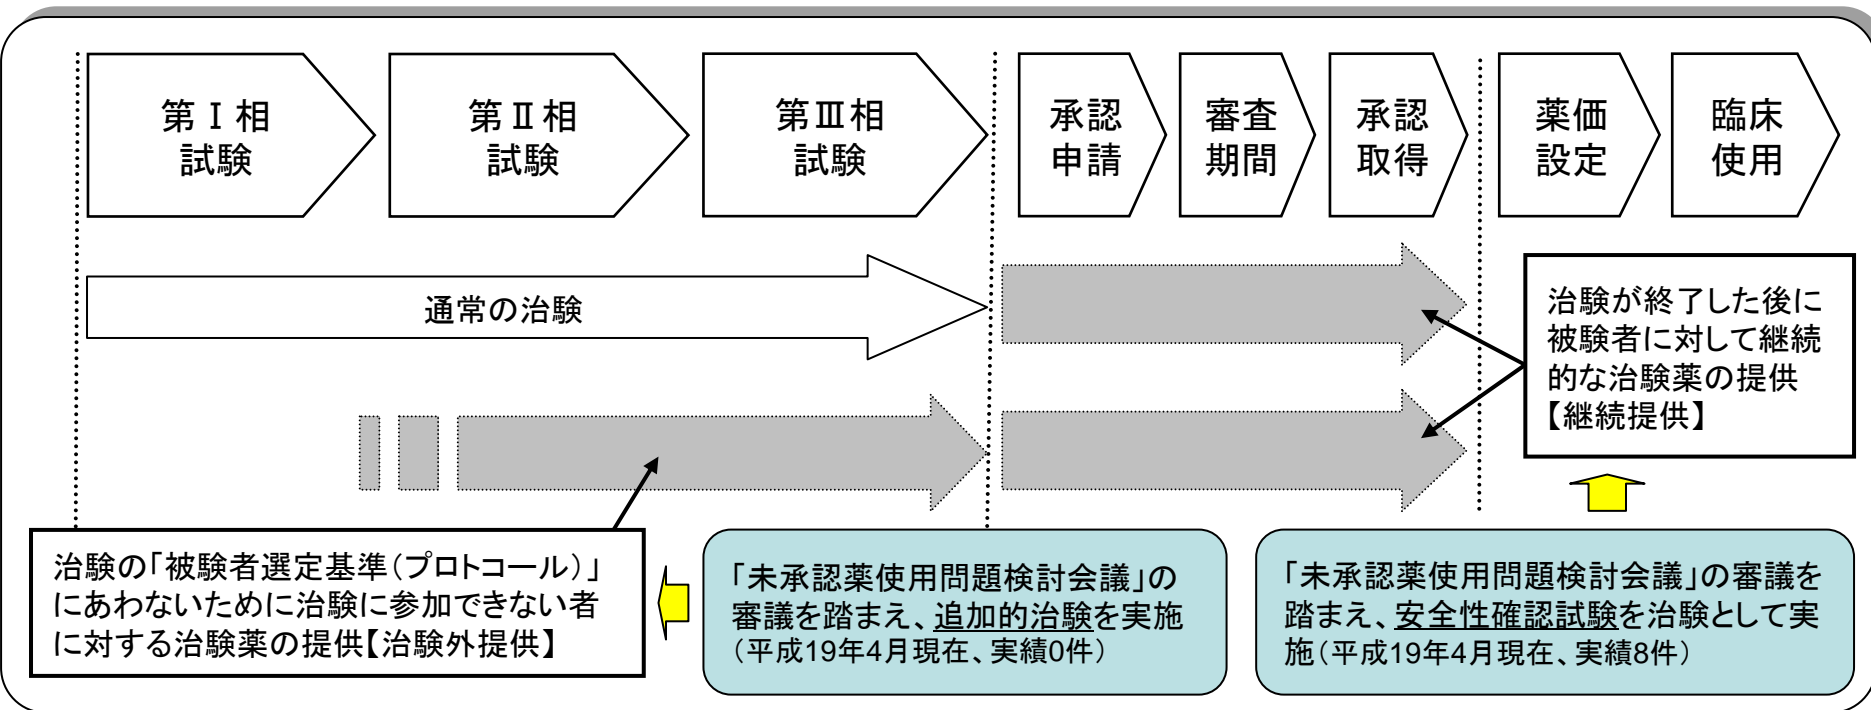 第Ⅰ相
試験
第Ⅱ相
試験
第Ⅲ相
試験
承認
申請
審査
期間
承認
取得
薬価
設定
臨床
使用
通常の治験
治験が終了した後に
被験者に対して継続
的な治験薬の提供
【継続提供】
治験の「被験者選定基準（プロトコール）」
にあわないために治験に参加できない者
に対する治験薬の提供【治験外提供】
「未承認薬使用問題検討会議」の
審議を踏まえ、追加的治験を実施
（平成19年4月現在、実績0件）
「未承認薬使用問題検討会議」の審議を
踏まえ、安全性確認試験を治験として実
施（平成19年4月現在、実績8件）